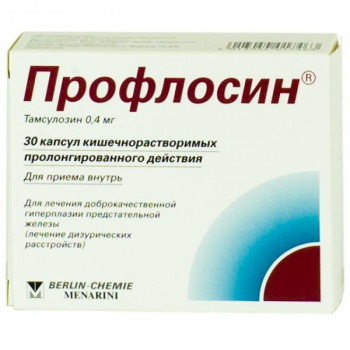 Профлосин®
Тамсулозин 0,4 мг
30 капсул кишечнорастворимых
пролонгированного действия
Для приема внутрь
Для лечения доброкачественной
гиперплазии предстательной
железы
(лечение дизурических
расстройств)
BERLIN-CHEMIE
MENARINI